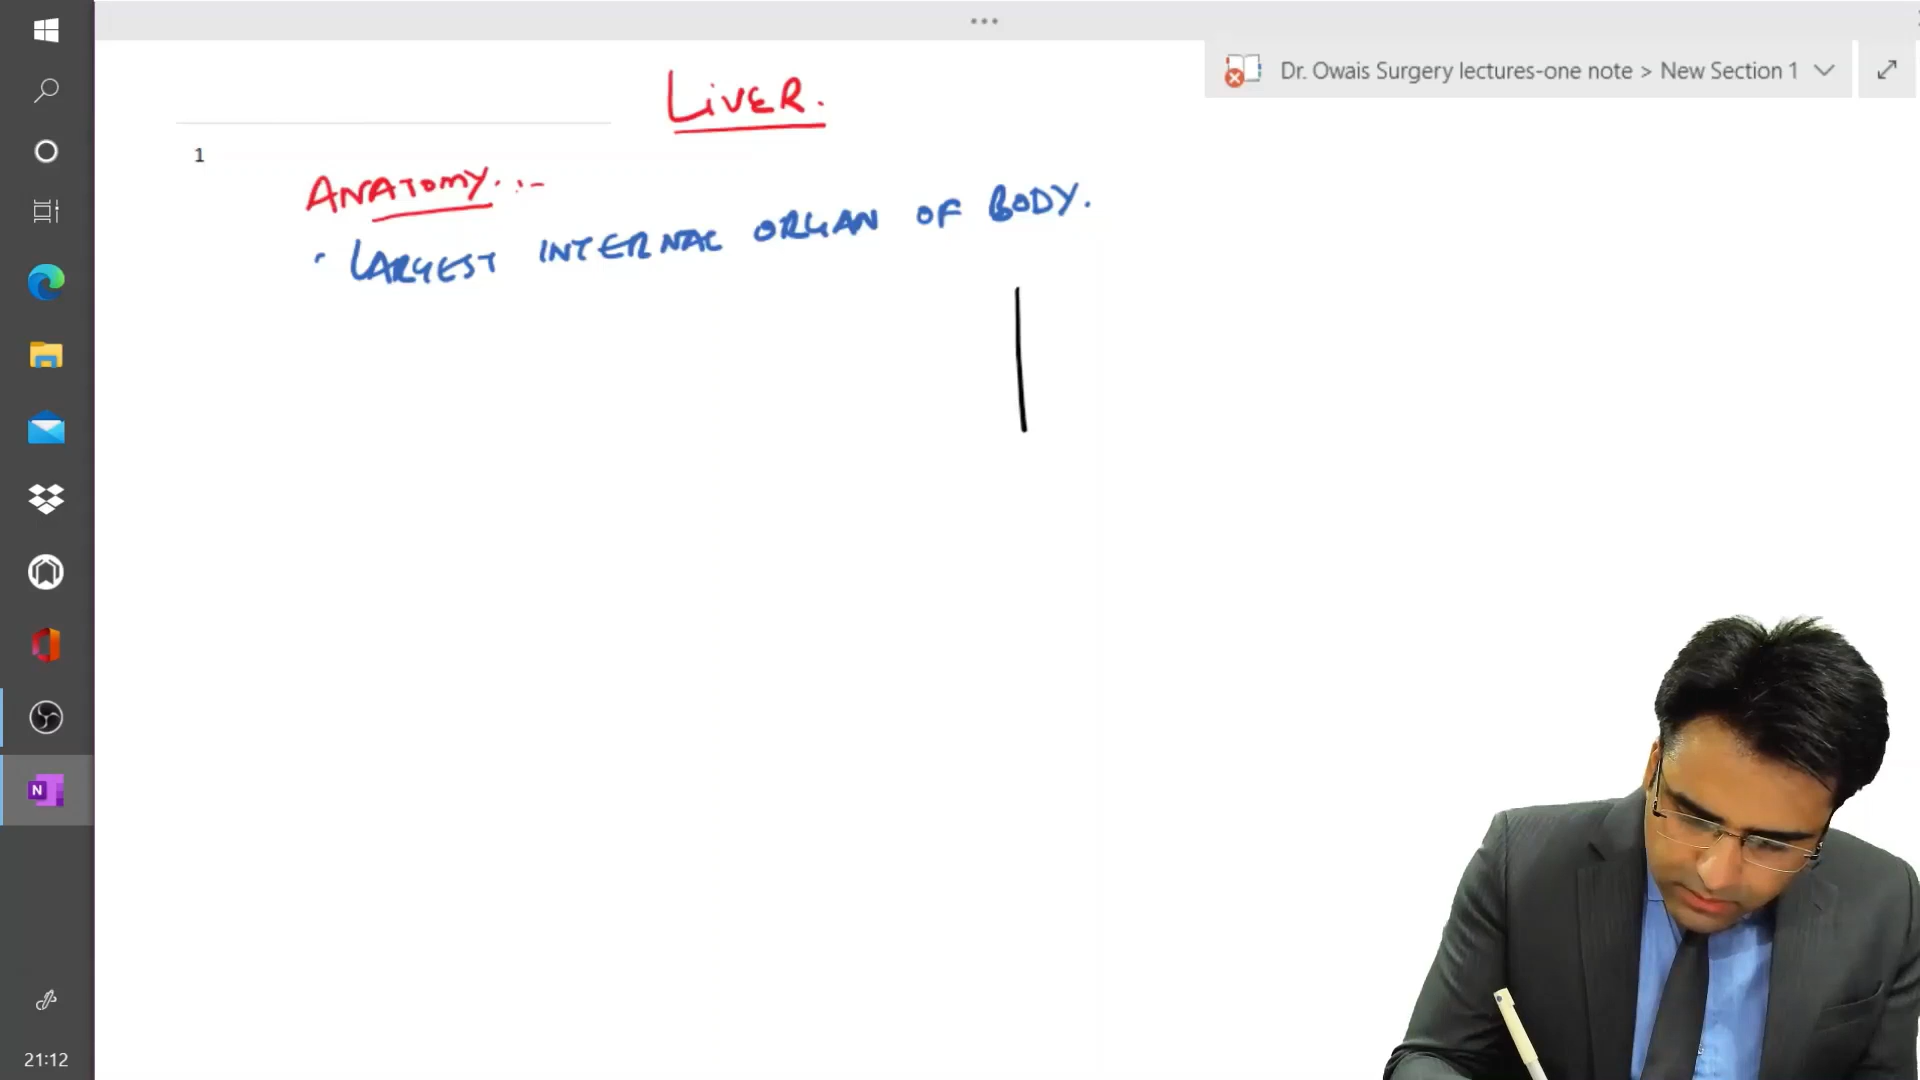 Dr. Owais Surgery lectures-one note > New Section 1
LIVER.
1
ANATOMY :-
• LARGEST INTERNAL ORGAN OF BODY.
N
21:12